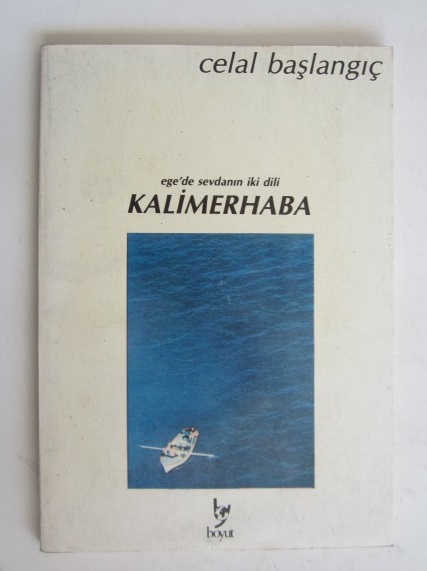 celal başlangıç
ege'de sevdanın iki dili
KALİMERHABA
boyut